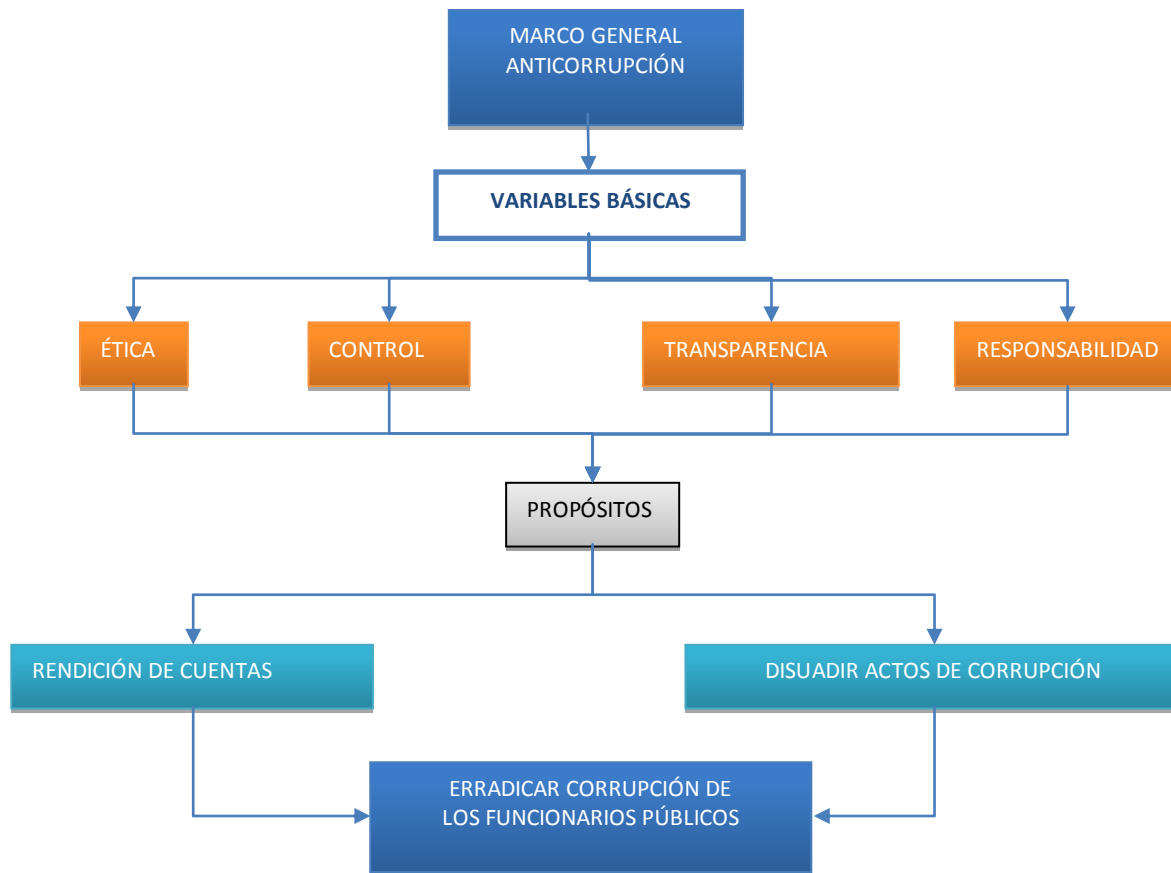 MARCO GENERAL
ANTICORRUPCIÓN
VARIABLES BÁSICAS
ÉTICA
CONTROL
TRANSPARENCIA
RESPONSABILIDAD
PROPÓSITOS
RENDICIÓN DE CUENTAS
DISUADIR ACTOS DE CORRUPCIÓN
ERRADICAR CORRUPCIÓN DE
LOS FUNCIONARIOS PÚBLICOS